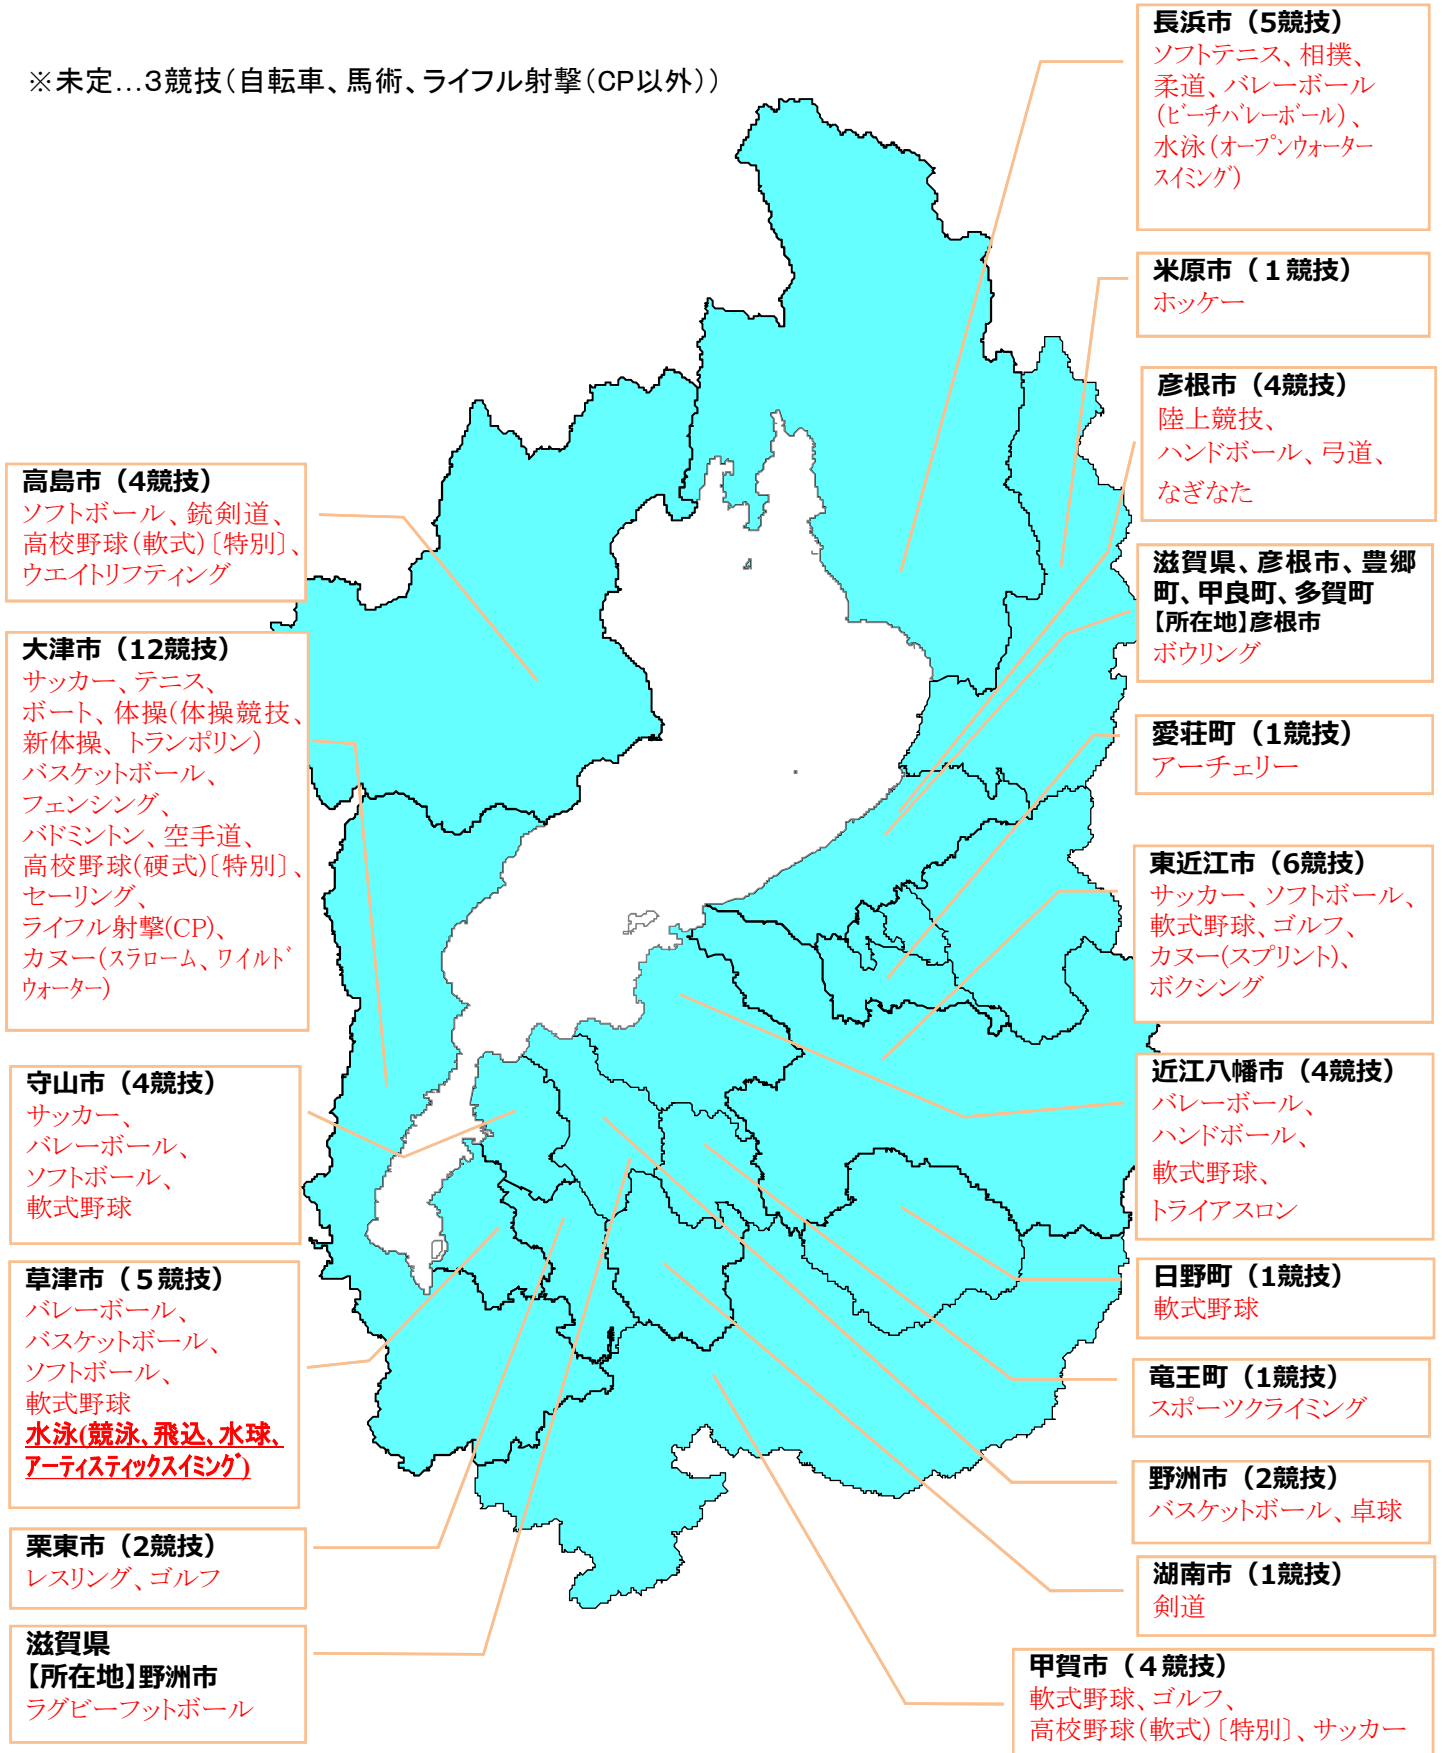 ※未定…3競技(自転車、馬術、ライフル射撃(CP以外))
長浜市（5競技）
ソフトテニス、相撲、
柔道、バレーボール
(ビーチバレーボール)、
水泳(オープンウォーター
スイミング)
米原市（１競技）
ホッケー
彦根市（4競技）
陸上競技、
ハンドボール、弓道、
なぎなた
滋賀県、彦根市、豊郷
町、甲良町、多賀町
【所在地】彦根市
ボウリング
愛荘町（1競技）
アーチェリー
東近江市（6競技）
サッカー、ソフトボール、
軟式野球、ゴルフ、
カヌー(スプリント)、
ボクシング
近江八幡市（4競技）
バレーボール、
ハンドボール、
軟式野球、
トライアスロン
日野町（1競技）
軟式野球
竜王町（1競技）
スポーツクライミング
野洲市（2競技）
バスケットボール、卓球
湖南市（1競技）
剣道
甲賀市（４競技）
軟式野球、ゴルフ、
高校野球(軟式)〔特別〕、サッカー
高島市（4競技）
ソフトボール、銃剣道、
高校野球(軟式)〔特別〕、
ウエイトリフティング
大津市（12競技）
サッカー、テニス、
ボート、体操(体操競技、
新体操、トランポリン)
バスケットボール、
フェンシング、
バドミントン、空手道、
高校野球(硬式)〔特別〕、
セーリング、
ライフル射撃(CP)、
カヌー(スラローム、ワイルド
ウォーター)
守山市（4競技）
サッカー、
バレーボール、
ソフトボール、
軟式野球
草津市（５競技）
バレーボール、
バスケットボール、
ソフトボール、
軟式野球
水泳(競泳、飛込、水球、
アーティスティックスイミング)
栗東市（2競技）
レスリング、ゴルフ
滋賀県
【所在地】野洲市
ラグビーフットボール